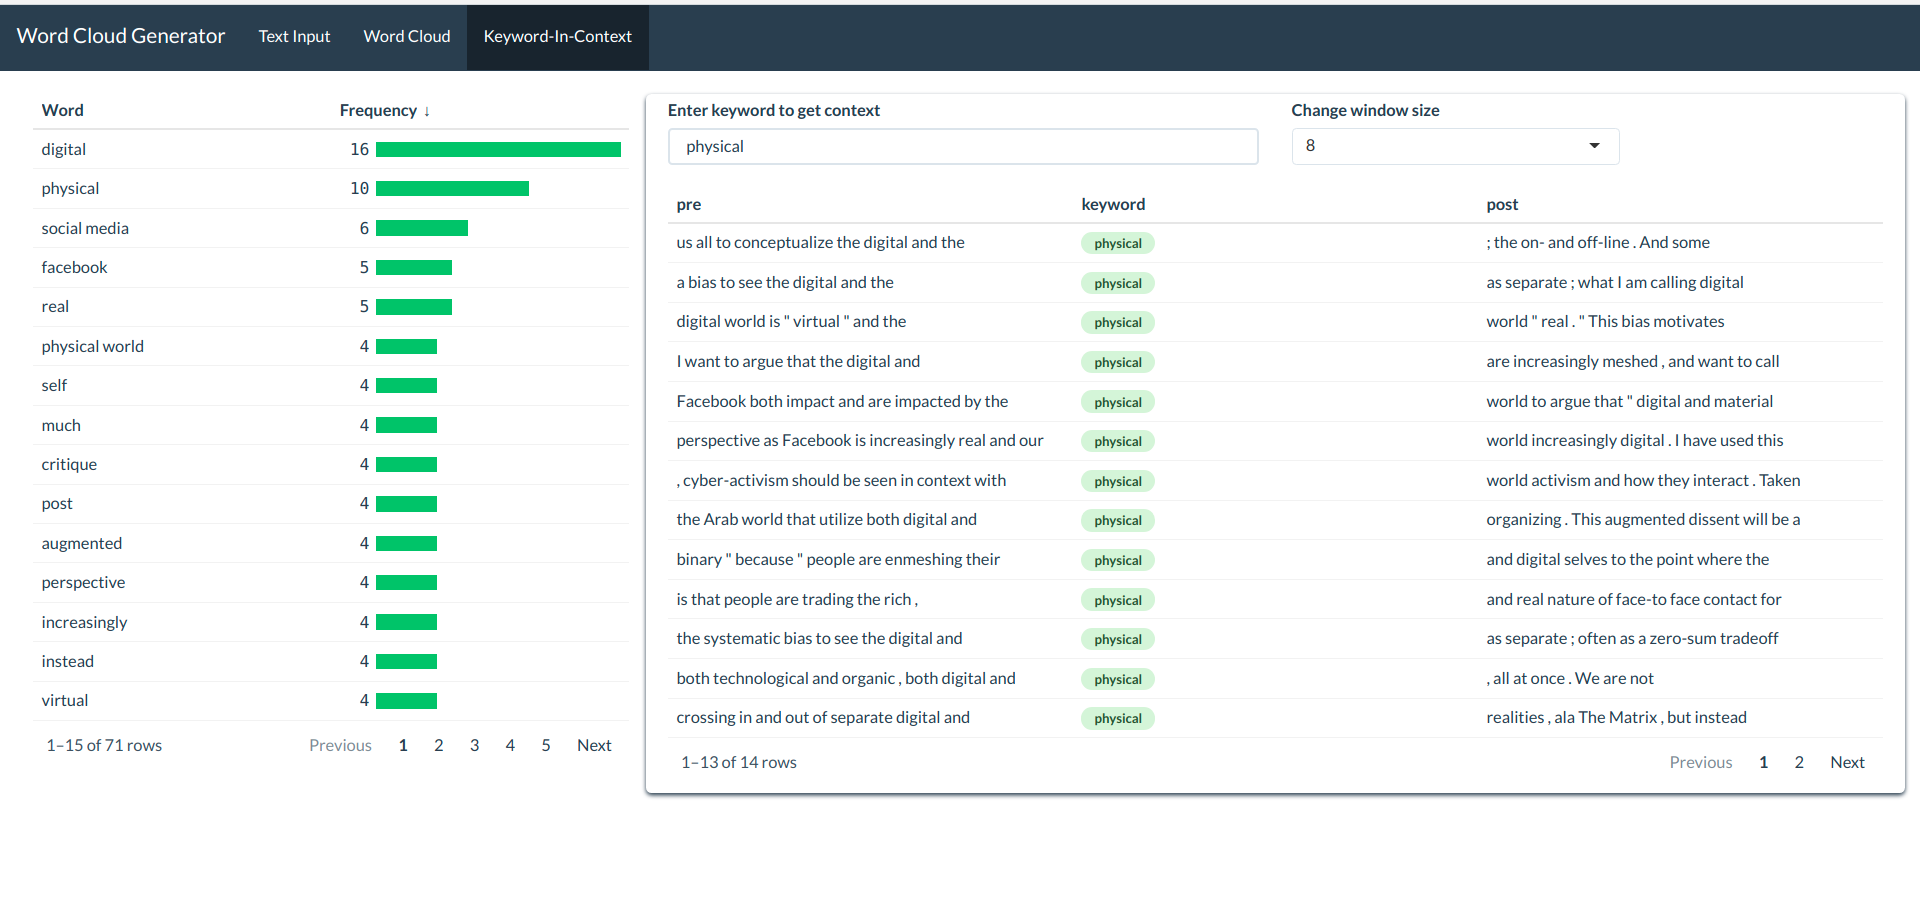 Word Cloud Generator Text Input Word Cloud Keyword-In-Context
Word Frequency ↓
digital 16
physical 10
social media 6
facebook 5
real 5
physical world 4
self 4
much 4
critique 4
post 4
augmented 4
perspective 4
increasingly 4
instead 4
virtual 4
1–15 of 71 rows Previous 1 2 3 4 5 Next
Enter keyword to get context Change window size
physical 8
pre keyword post
us all to conceptualize the digital and the physical ; the on- and off-line . And some
a bias to see the digital and the physical as separate ; what I am calling digital
digital world is " virtual " and the physical world " real . " This bias motivates
I want to argue that the digital and physical are increasingly meshed , and want to call
Facebook both impact and are impacted by the physical world to argue that " digital and material
perspective as Facebook is increasingly real and our physical world increasingly digital . I have used this
, cyber-activism should be seen in context with physical world activism and how they interact . Taken
the Arab world that utilize both digital and physical organizing . This augmented dissent will be a
binary " because " people are enmeshing their physical and digital selves to the point where the
is that people are trading the rich , physical and real nature of face-to face contact for
the systematic bias to see the digital and physical as separate ; often as a zero-sum tradeoff
both technological and organic , both digital and physical , all at once . We are not
crossing in and out of separate digital and physical realities , ala The Matrix , but instead
1–13 of 14 rows Previous 1 2 Next